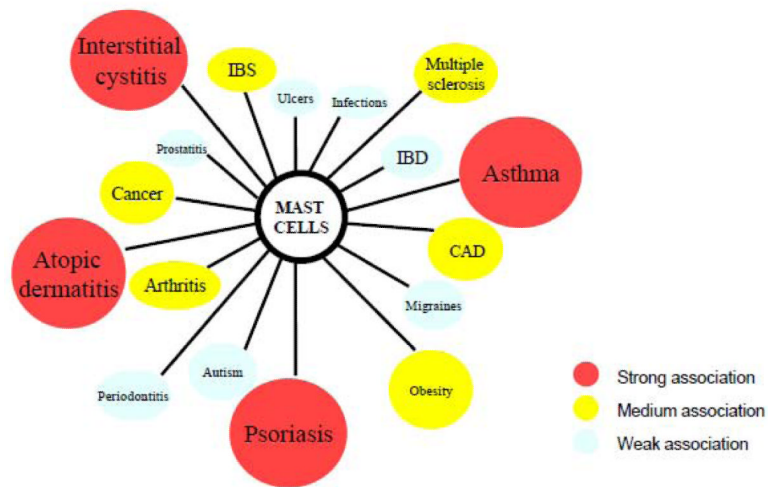 Interstitial
cystitis
IBS
Ulcers
Infections
Multiple
sclerosis
Prostatitis
IBD
Asthma
Cancer
MAST
CELLS
CAD
Atopic
dermatitis
Arthritis
Migraines
Periodontitis
Autism
Psoriasis
Obesity
Strong association
Medium association
Weak association